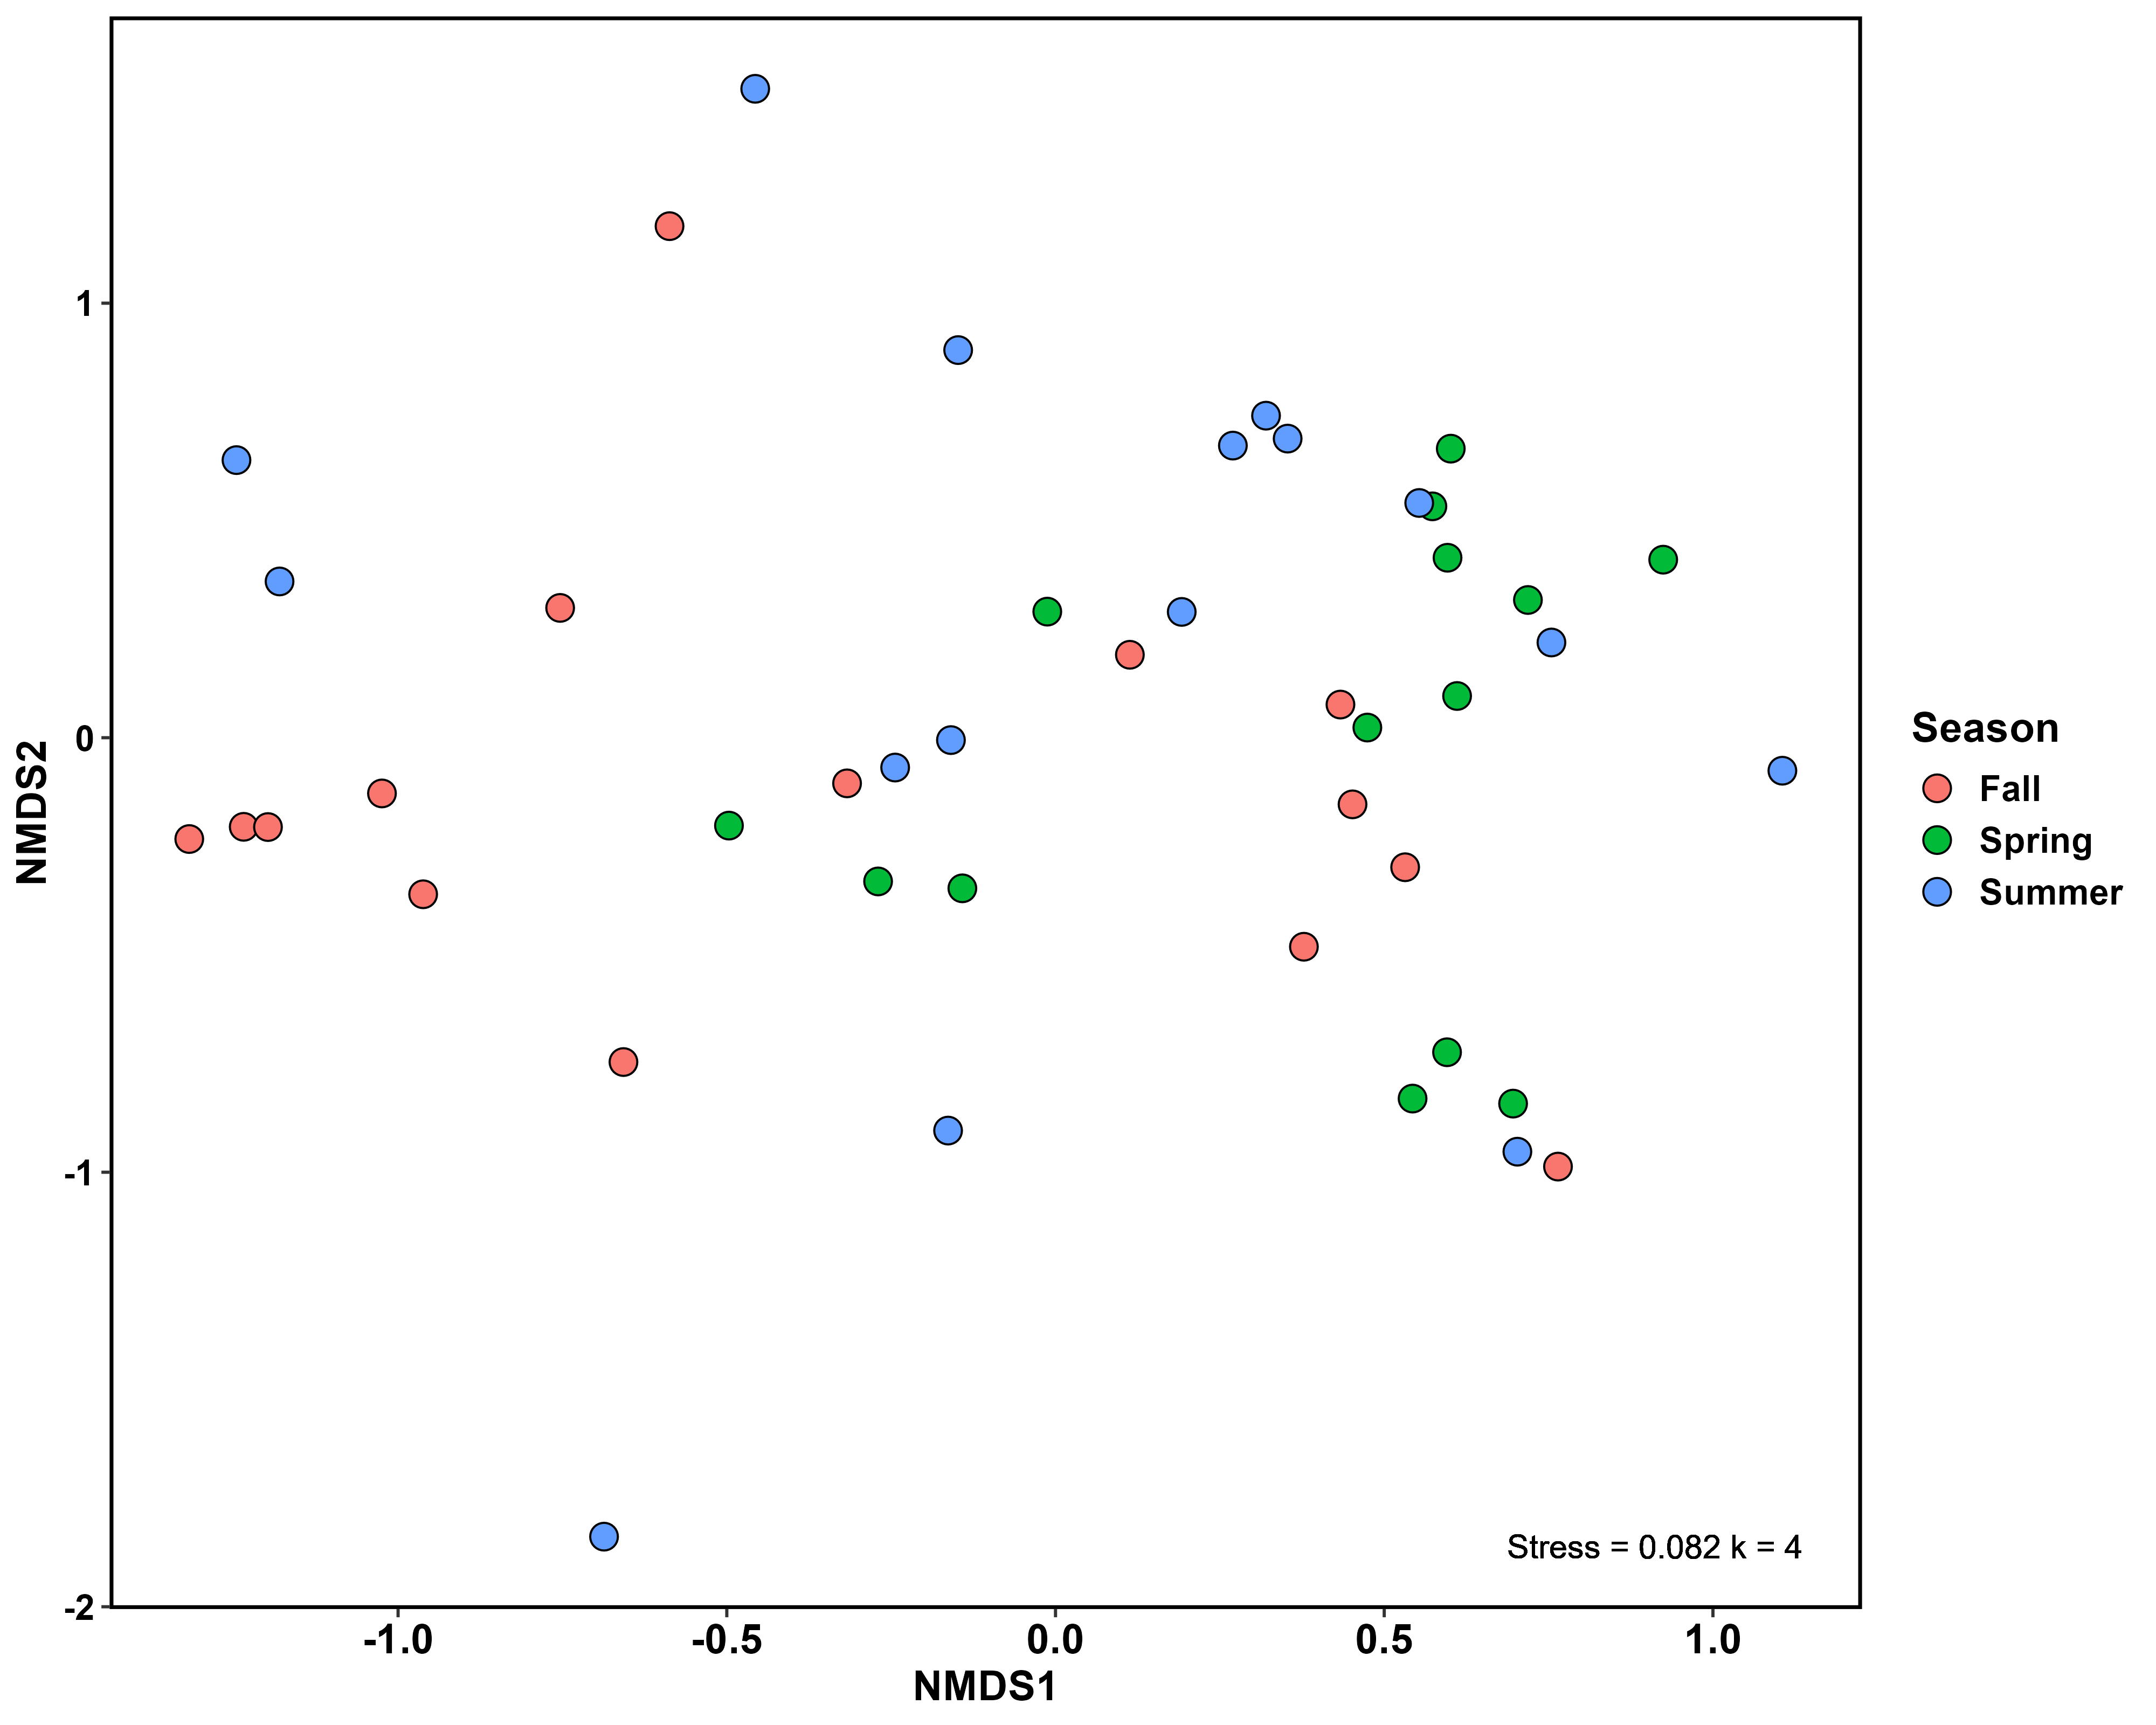 1
0
-1
-2
NMDS2
-1.0 -0.5 0.0 0.5 1.0
NMDS1
Stress = 0.082 k = 4
Season
Fall
Spring
Summer